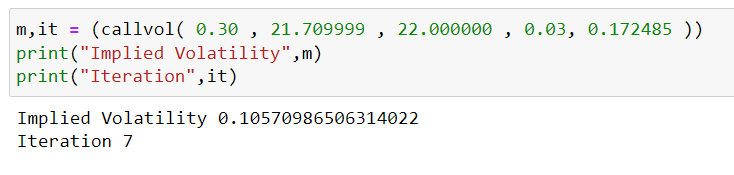 m,it = (callvol( 0.30 , 21.709999 , 22.000000 , 0.03, 0.172485 ))
print("Implied Volatility",m)
print("Iteration",it)
Implied Volatility 0.10570986506314022
Iteration 7